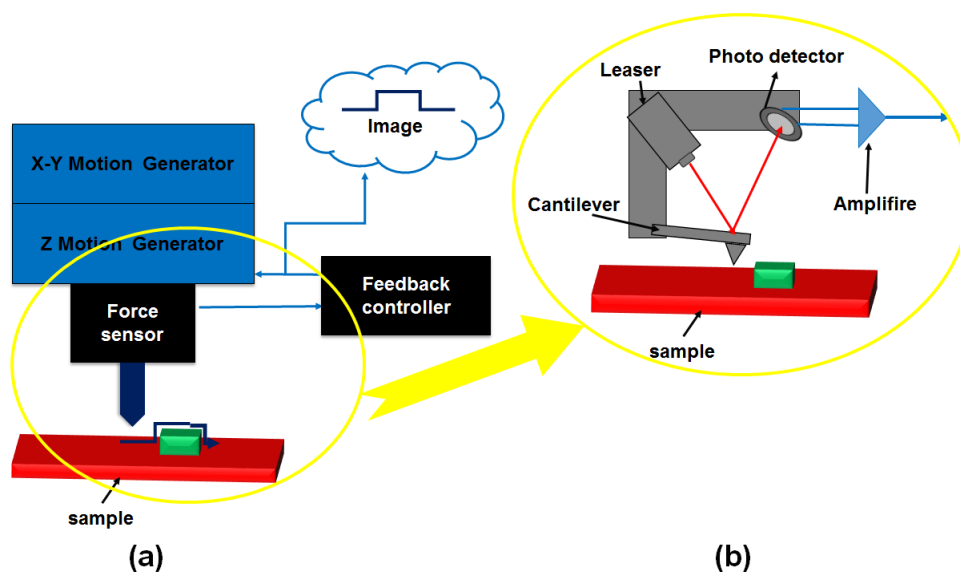 X-Y Motion Generator
Z Motion Generator
Force
sensor
Feedback
controller
Image
sample
(a)
Leaser
Photo detector
Cantilever
Amplifire
sample
(b)